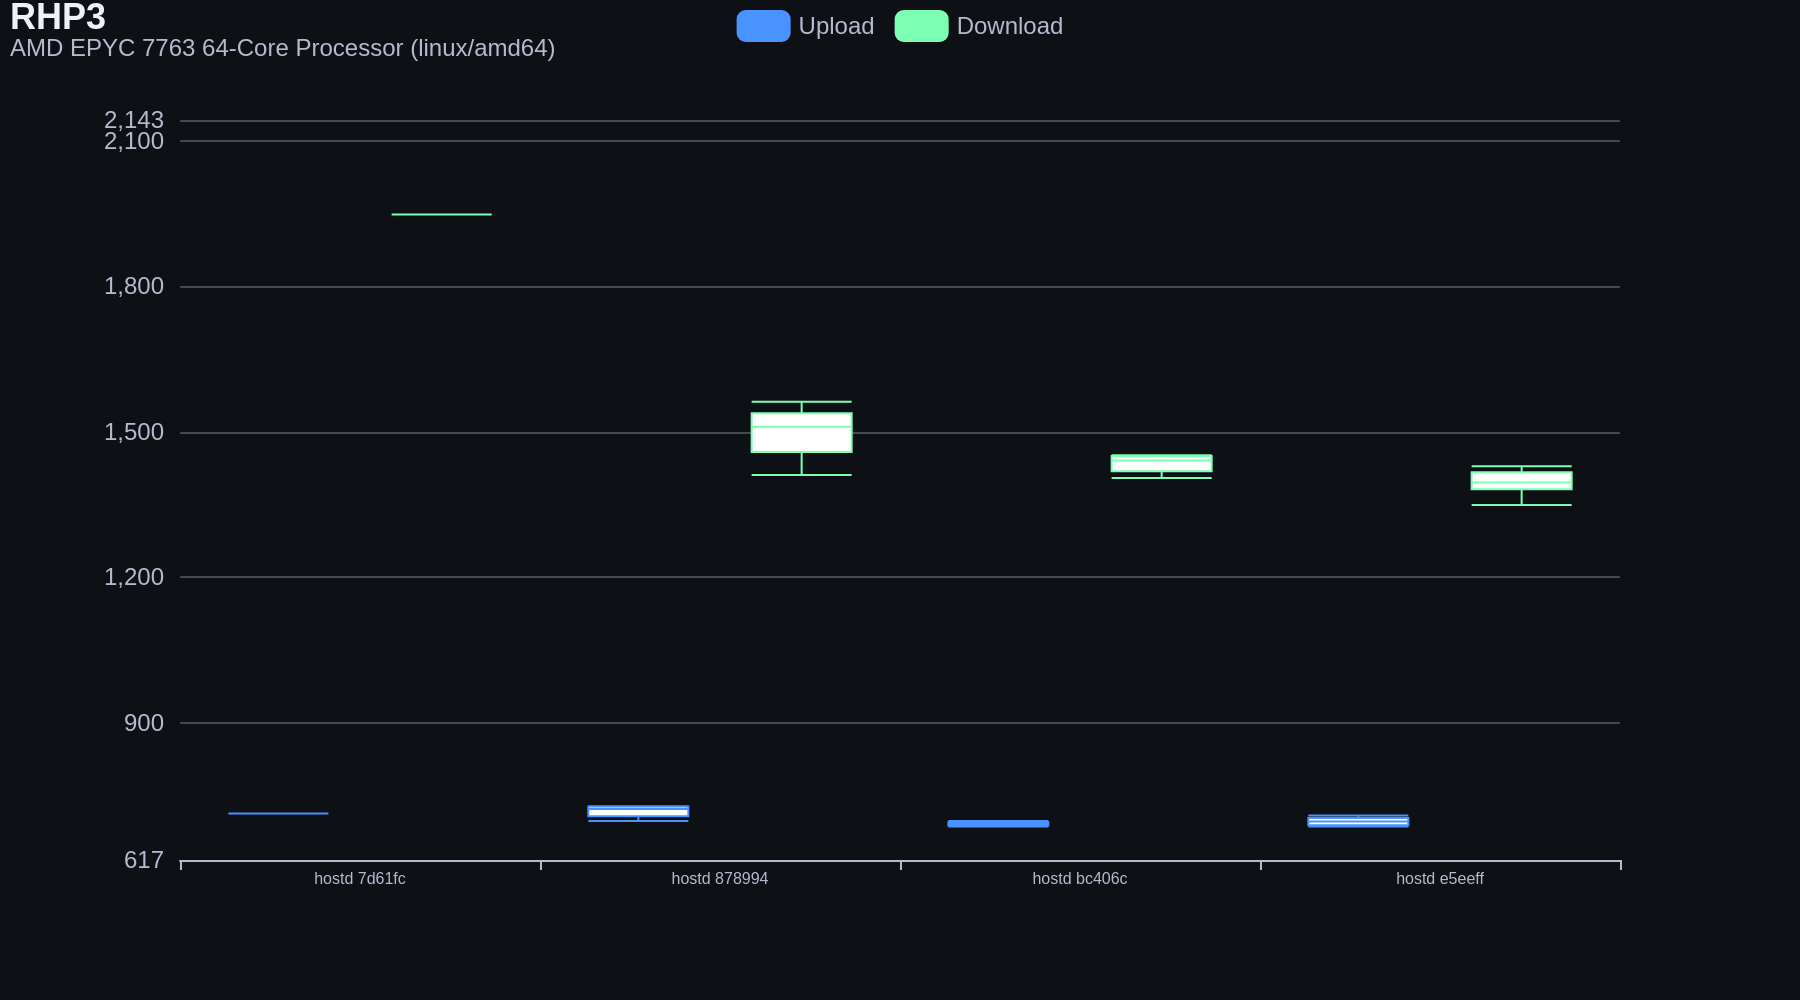 RHP3
AMD EPYC 7763 64-Core Processor (linux/amd64)
Upload
Download
2,143
2,100
1,800
1,500
1,200
900
617
hostd 7d61fc
hostd 878994
hostd bc406c
hostd e5eeff